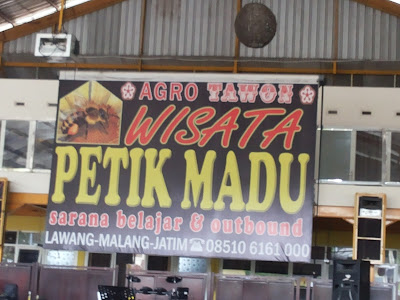 AGRO TAWON
WISATA
PETIK MADU
sarana belajar & outbound
LAWANG-MALANG-JATIM ☎ 08510 6161 000